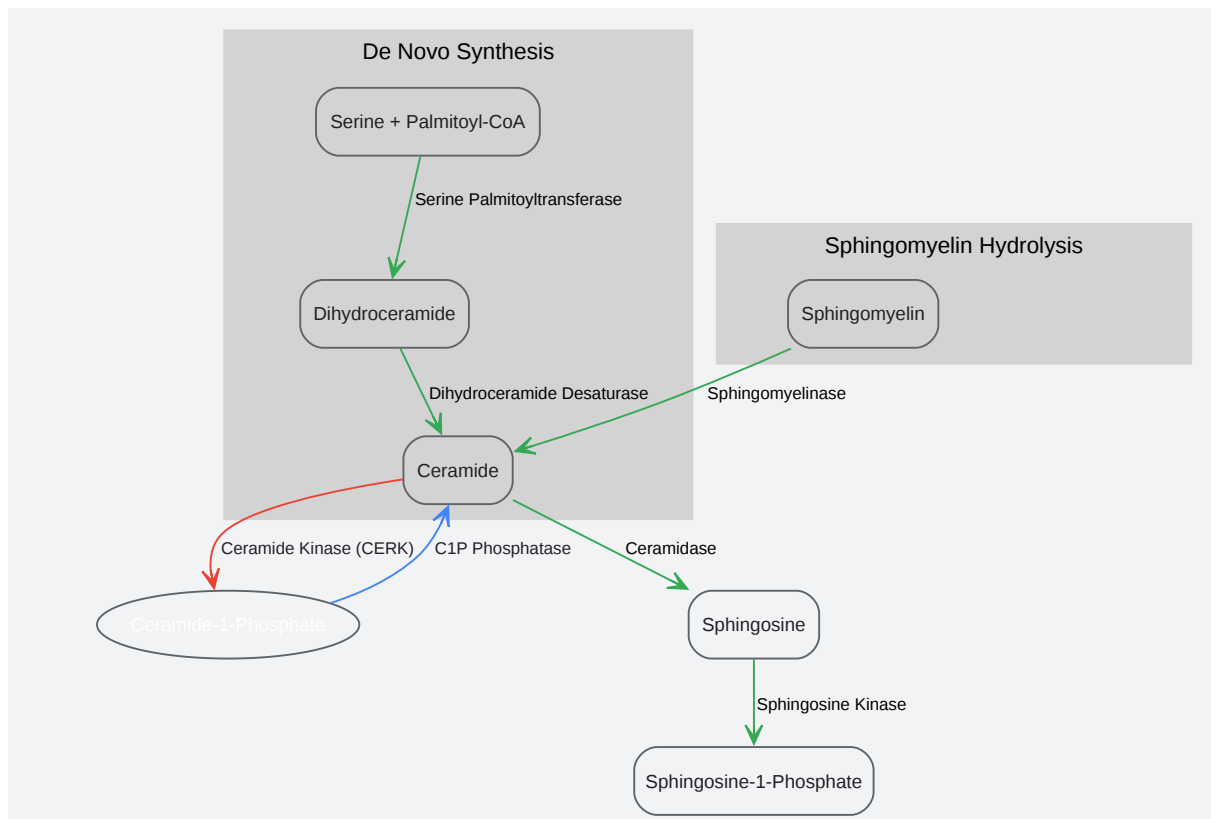 De Novo Synthesis
Serine + Palmitoyl-CoA
Serine Palmitoyltransferase
Sphingomyelin Hydrolysis
Dihydroceramide
Sphingomyelin
Dihydroceramide Desaturase
Sphingomyelinase
Ceramide
Ceramide Kinase (CERK)
C1P Phosphatase
Ceramidase
Ceramide-1-Phosphate
Sphingosine
Sphingosine Kinase
Sphingosine-1-Phosphate